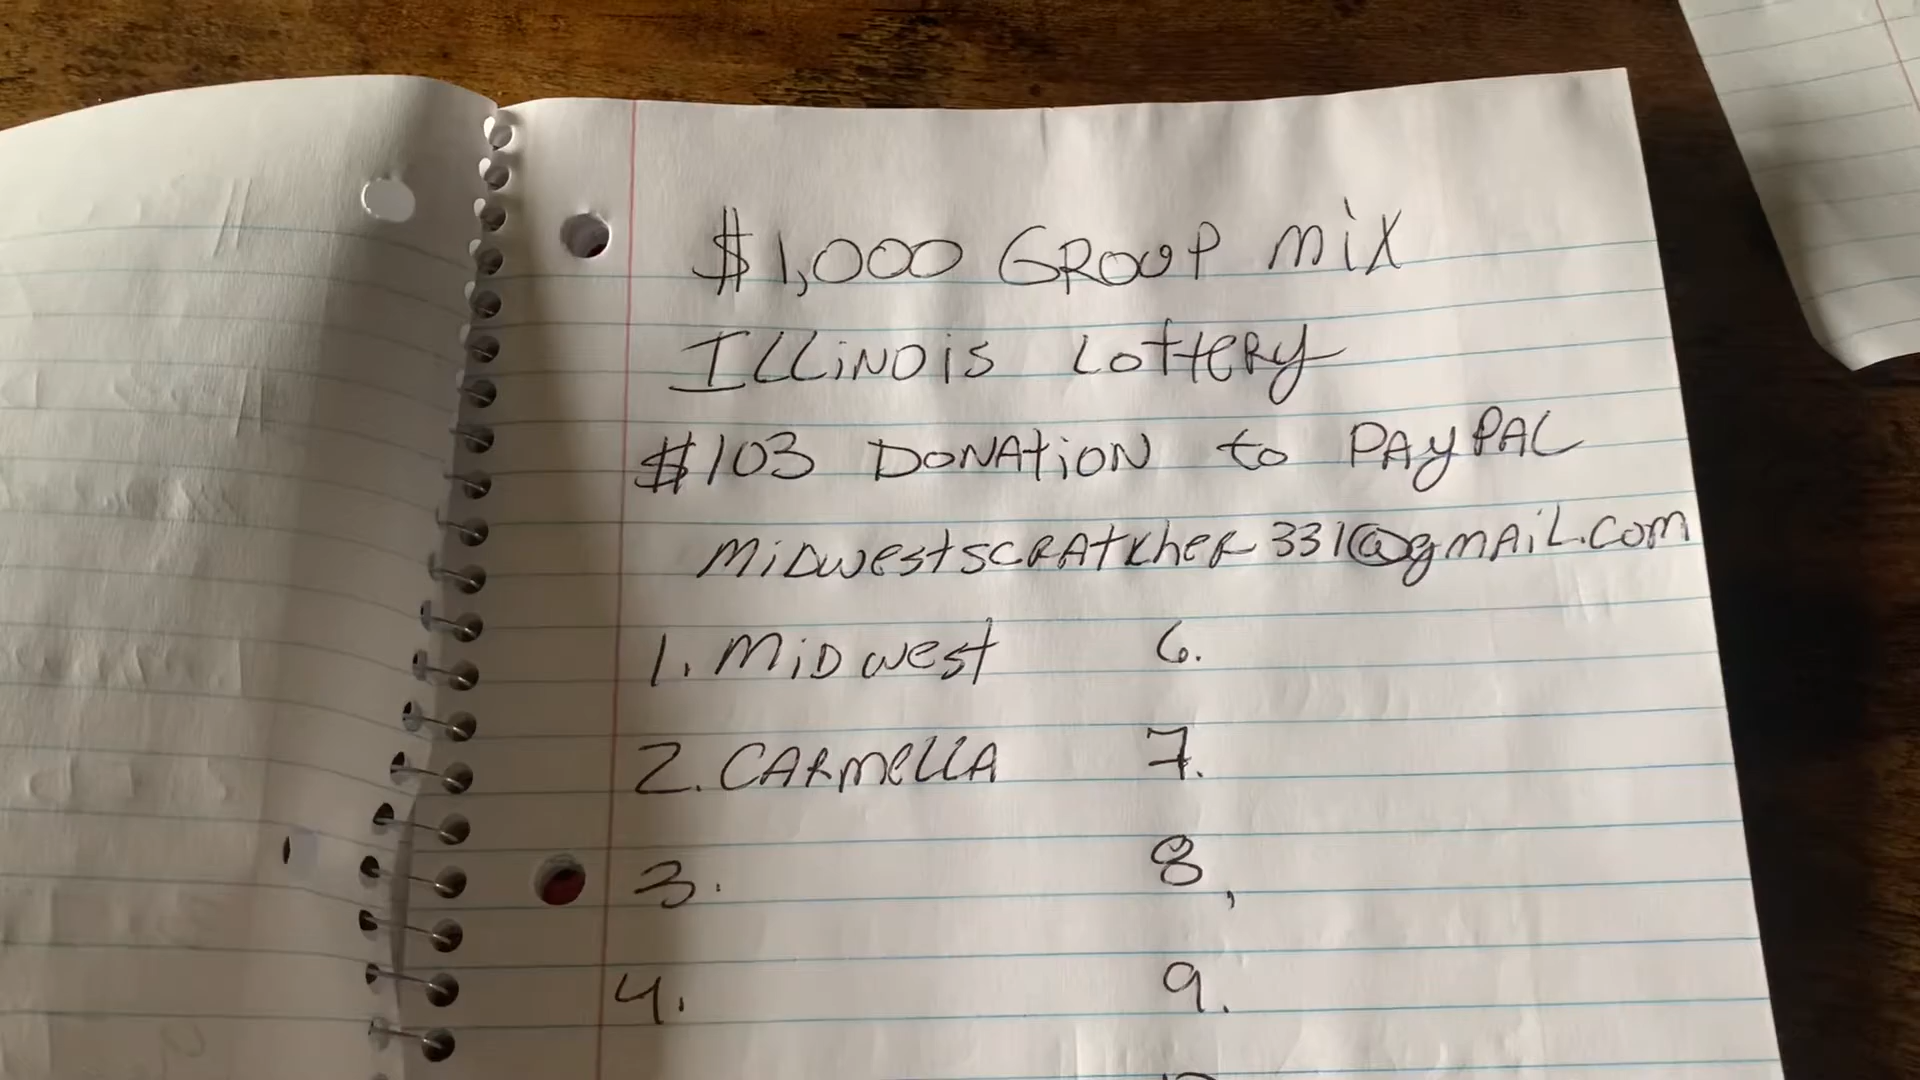 $1,000 GROUP MIX
ILLINOIS LOTTERY
$103 DONATION to PAYPAL
MIDWESTSCRATCHER331@gmail.com
1. MIDWEST 6.
2. CARMELLA 7.
3. 8,
4. 9.